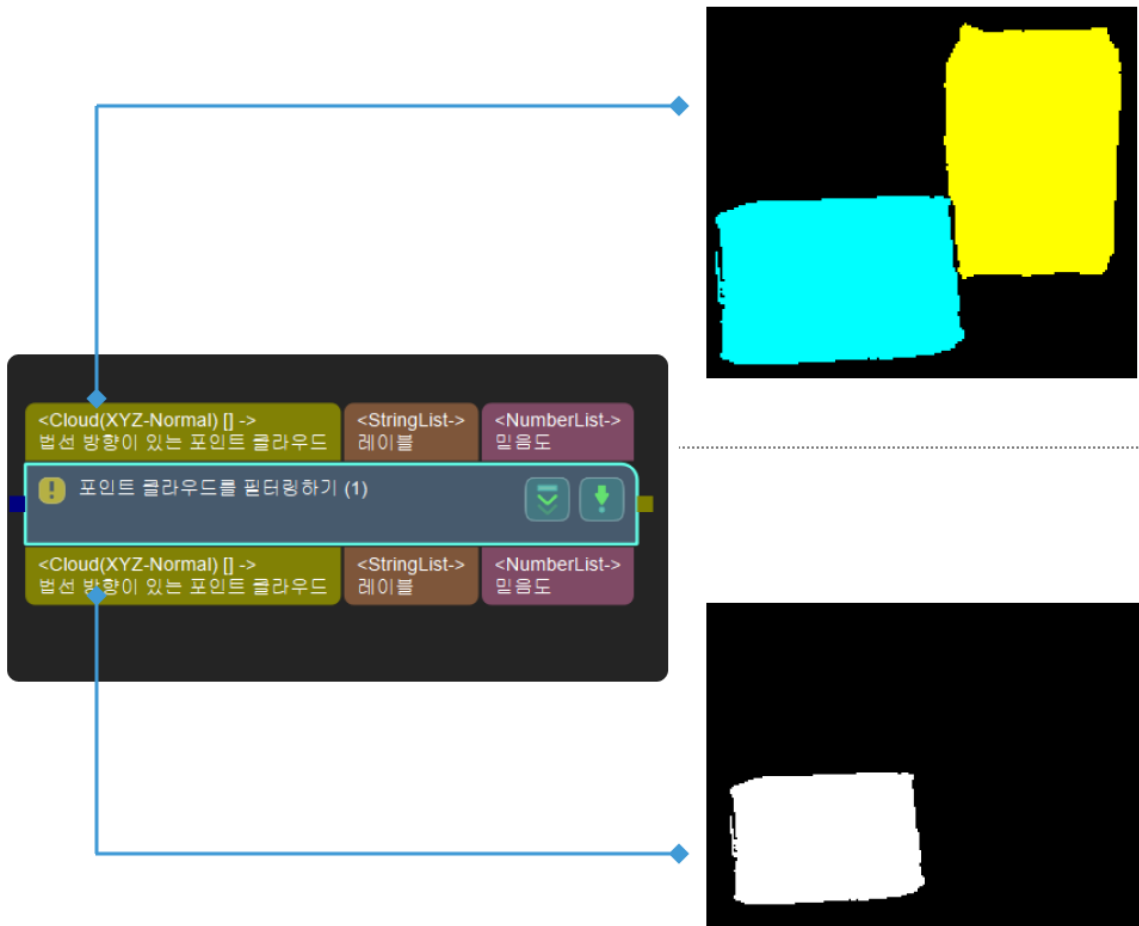 <Cloud(XYZ-Normal) [] ->
법선 방향이 있는 포인트 클라우드
<StringList->
레이블
<NumberList->
믿음도
포인트 클라우드를 필터링하기 (1)
<Cloud(XYZ-Normal) [] ->
법선 방향이 있는 포인트 클라우드
<StringList->
레이블
<NumberList->
믿음도